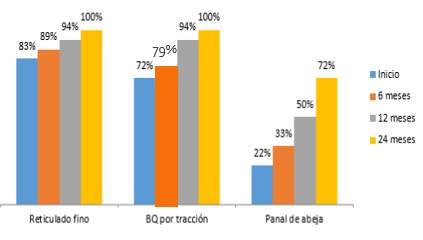 83% 89% 94% 100%
72% 79% 94% 100%
22% 33% 50% 72%
Reticulado fino
BQ por tracción
Panal de abeja
Inicio
6 meses
12 meses
24 meses